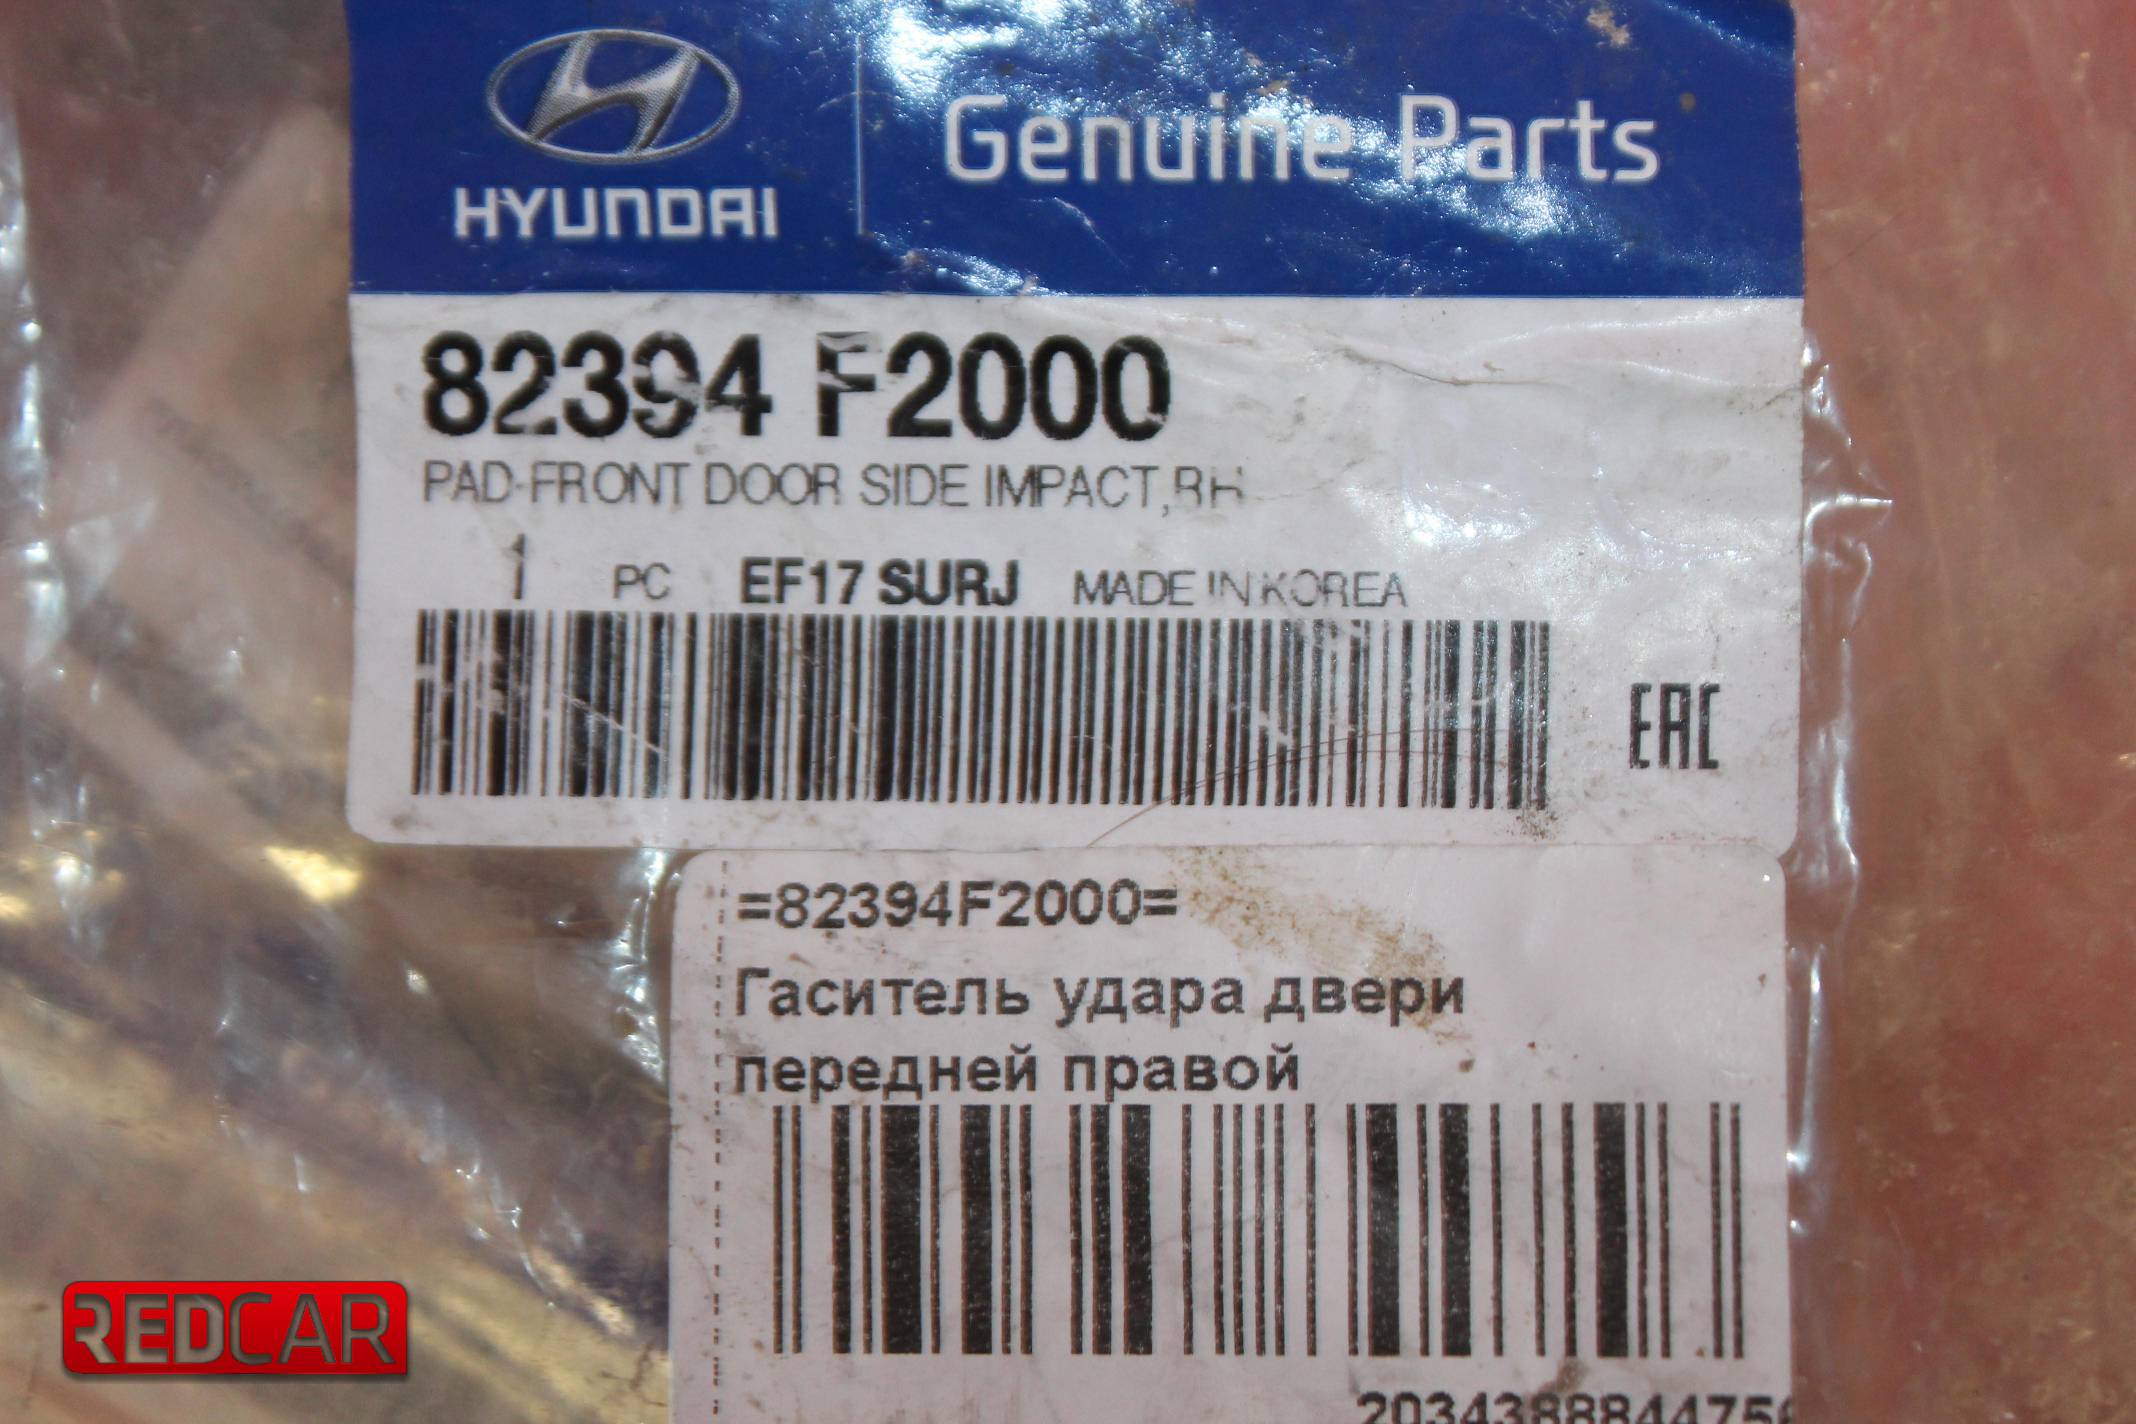 HYUNDAI
Genuine Parts
82394 F2000
PAD-FRONT DOOR SIDE IMPACT,RH
1 PC EF17 SURJ MADE IN KOREA
EAC
=82394F2000=
Гаситель удара двери
передней правой
REDCAR